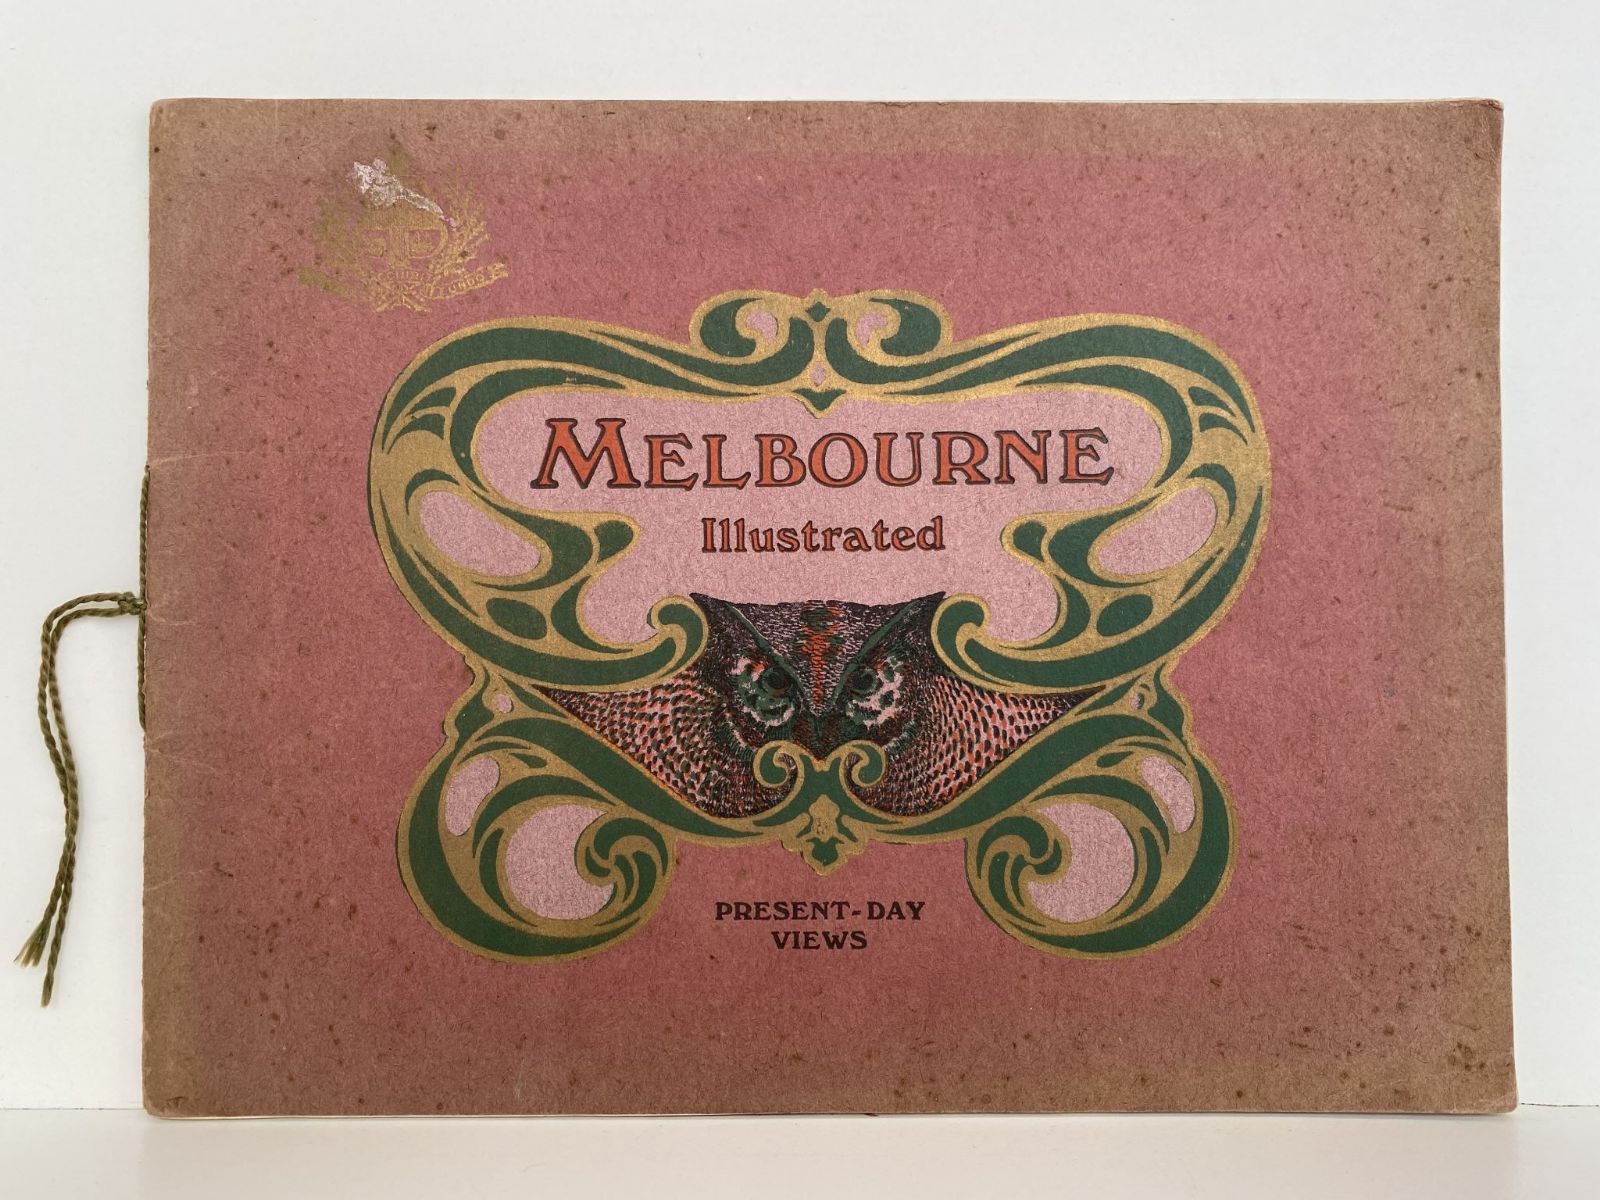 MELBOURNE
Illustrated
PRESENT-DAY
VIEWS